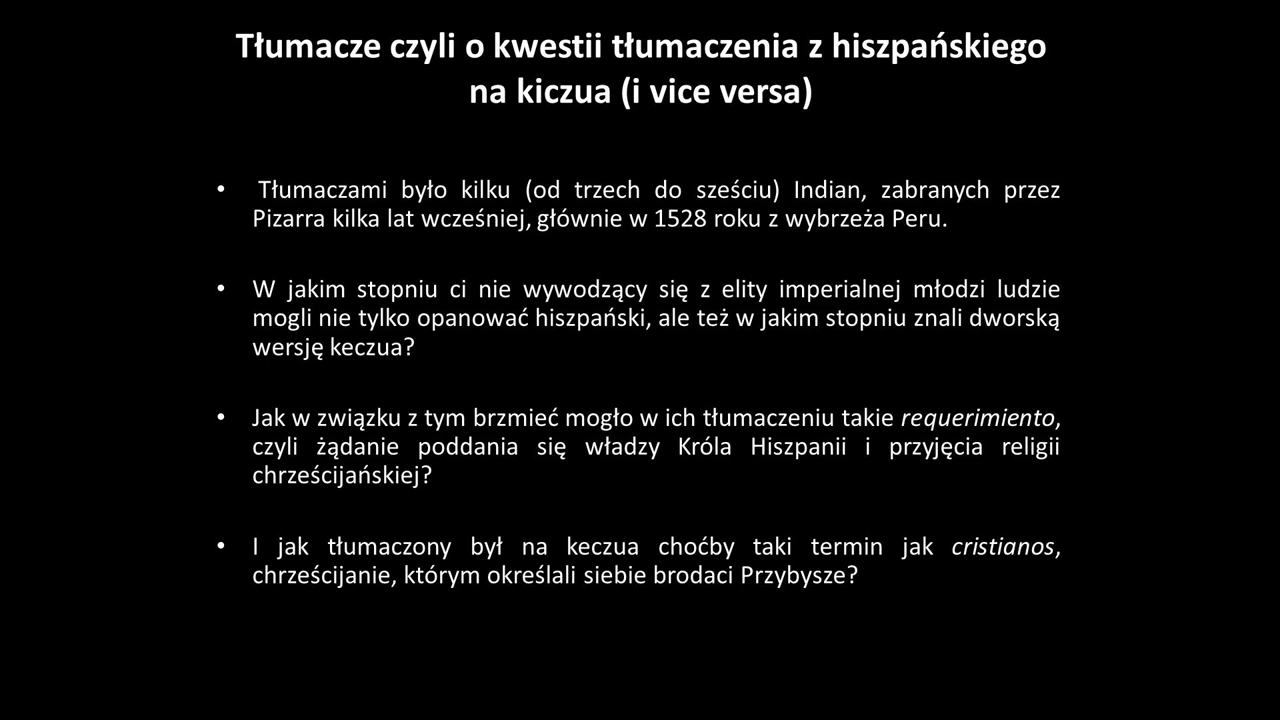 Tłumacze czyli o kwestii tłumaczenia z hiszpańskiego
na kiczua (i vice versa)
• Tłumaczami było kilku (od trzech do sześciu) Indian, zabranych przez
Pizarra kilka lat wcześniej, głównie w 1528 roku z wybrzeża Peru.
• W jakim stopniu ci nie wywodzący się z elity imperialnej młodzi ludzie
mogli nie tylko opanować hiszpański, ale też w jakim stopniu znali dworską
wersję keczua?
• Jak w związku z tym brzmieć mogło w ich tłumaczeniu takie requerimiento,
czyli żądanie poddania się władzy Króla Hiszpanii i przyjęcia religii
chrześcijańskiej?
• I jak tłumaczony był na keczua choćby taki termin jak cristianos,
chrześcijanie, którym określali siebie brodaci Przybysze?